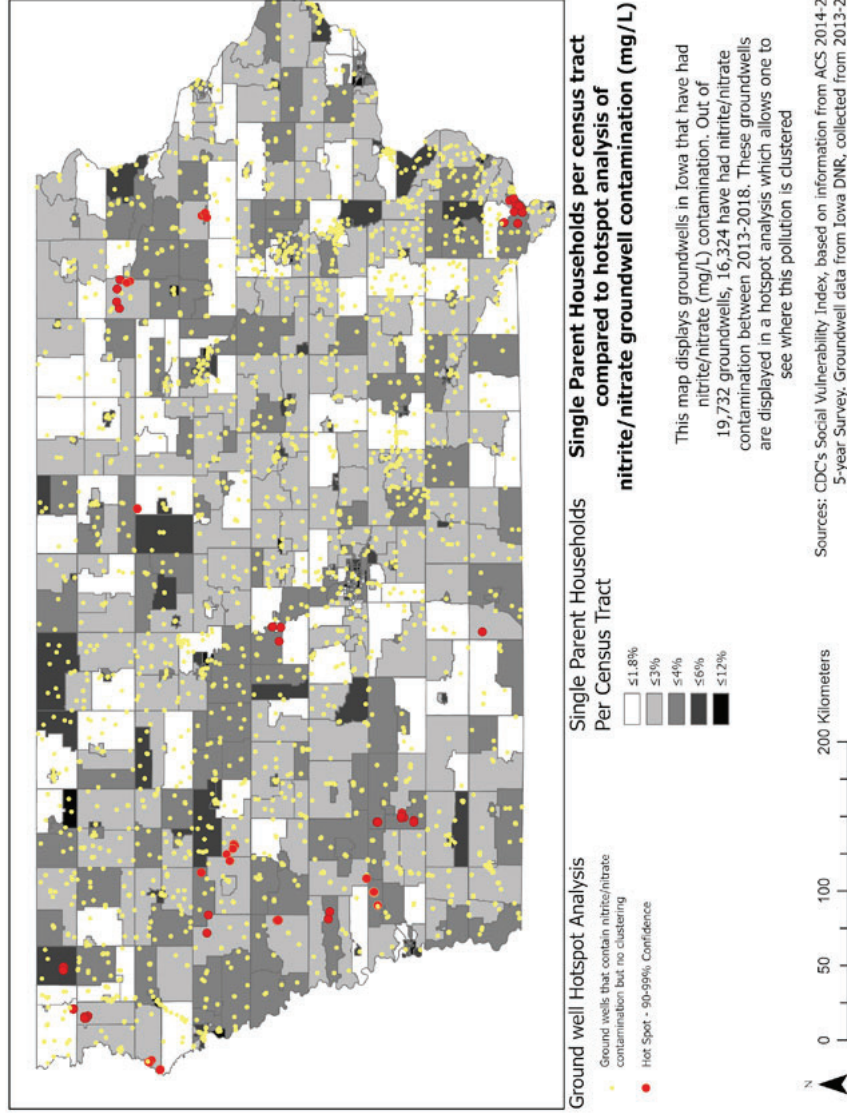 Single Parent Households per census tract
compared to hotspot analysis of
nitrite/nitrate groundwell contamination (mg/L)
This map displays groundwells in Iowa that have had
nitrite/nitrate (mg/L) contamination. Out of
19,732 groundwells, 16,324 have had nitrite/nitrate
contamination between 2013-2018. These groundwells
are displayed in a hotspot analysis which allows one to
see where this pollution is clustered
Sources: CDC's Social Vulnerability Index, based on information from ACS 2014-2
5-year Survey. Groundwell data from Iowa DNR, collected from 2013-2
Single Parent Households
Per Census Tract
≤1.8%
≤3%
≤4%
≤6%
≤12%
Ground well Hotspot Analysis
Ground wells that contain nitrite/nitrate
contamination but no clustering
Hot Spot - 90-99% Confidence
N
0 50 100 200 Kilometers